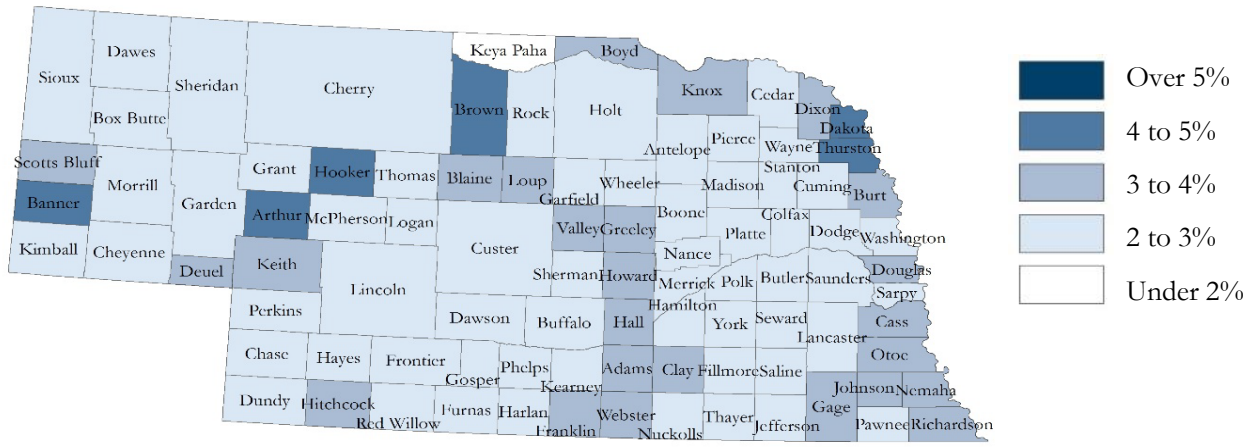 Keya Paha
Boyd
Dawes
Sioux
Sheridan
Cherry
Brown
Rock
Holt
Knox
Cedar
Dixon
Dakota
Thurston
Box Butte
Antelope
Pierce
Wayne
Stanton
Scotts Bluff
Morrill
Grant
Hooker
Thomas
Blaine
Loup
Garfield
Wheeler
Madison
Cuming
Burt
Banner
Garden
Arthur
McPherson
Logan
Custer
Valley
Greeley
Boone
Platte
Colfax
Dodge
Washington
Kimball
Cheyenne
Deuel
Keith
Lincoln
Sherman
Howard
Nance
Merrick
Polk
Butler
Saunders
Douglas
Sarpy
Perkins
Dawson
Buffalo
Hall
Hamilton
York
Seward
Lancaster
Cass
Otoe
Chase
Hayes
Frontier
Gosper
Phelps
Kearney
Adams
Clay
Fillmore
Saline
Johnson
Nemaha
Dundy
Hitchcock
Red Willow
Furnas
Harlan
Franklin
Webster
Nuckolls
Thayer
Jefferson
Gage
Pawnee
Richardson
Over 5%
4 to 5%
3 to 4%
2 to 3%
Under 2%